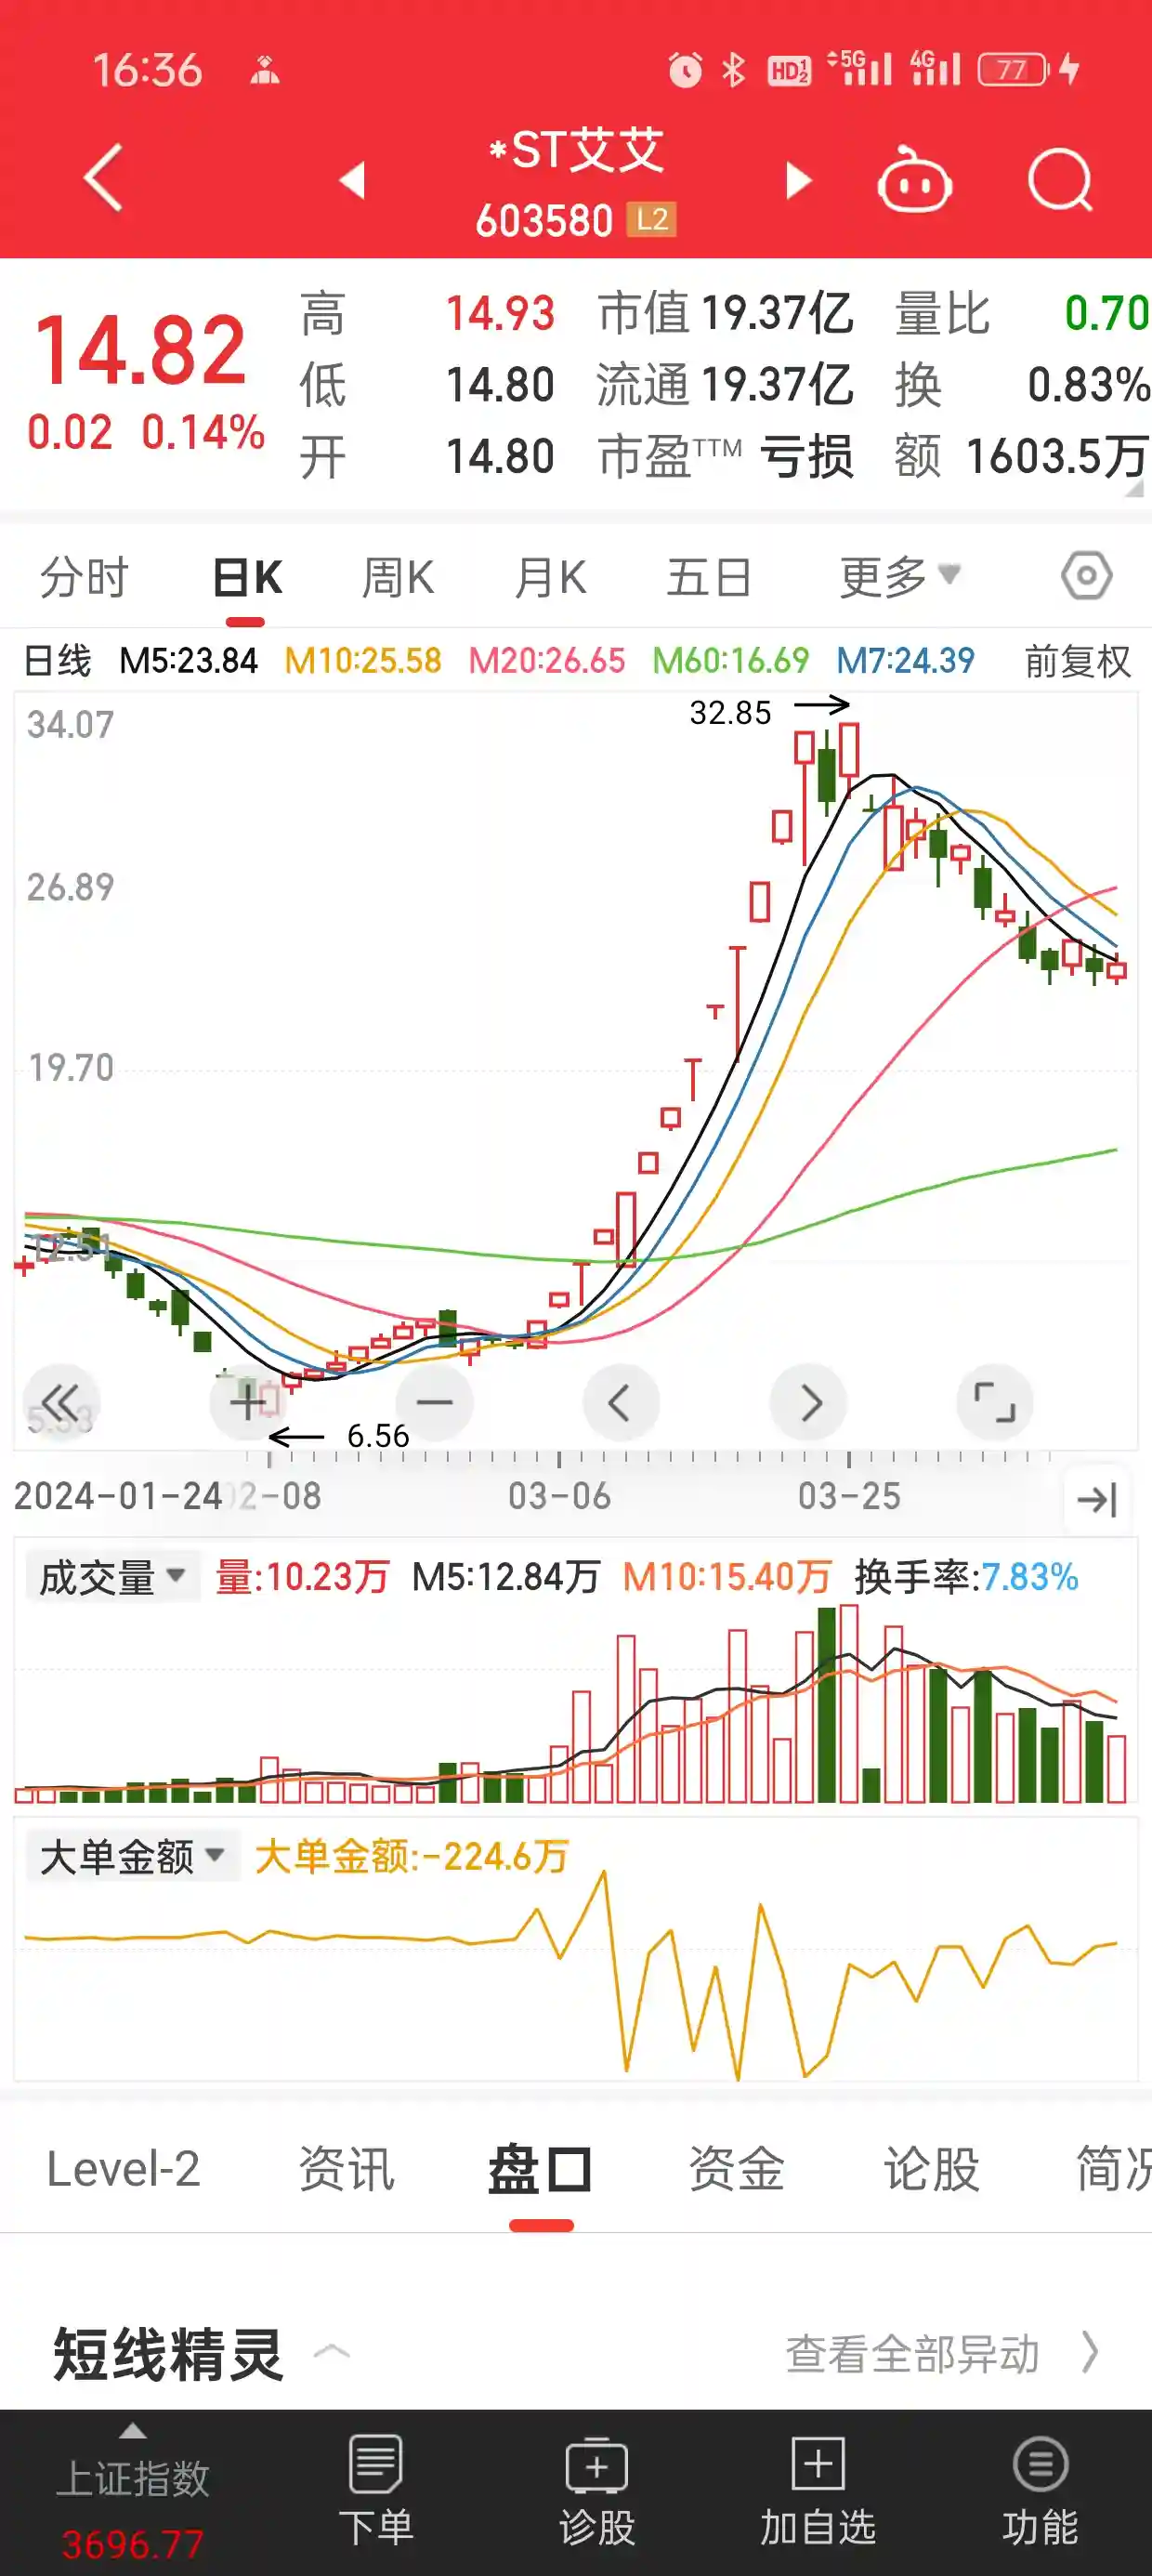 16:36 HD 1 2 5G 4G 77
*ST艾艾
603580 L2
14.82
0.02 0.14%
高 14.93 市值 19.37亿 量比 0.70
低 14.80 流通 19.37亿 换 0.83%
开 14.80 市盈TTM 亏损 额 1603.5万
分时 日K 周K 月K 五日 更多
日线 M5:23.84 M10:25.58 M20:26.65 M60:16.69 M7:24.39 前复权
32.85
34.07
26.89
19.70
12.51
5.33
6.56
2024-01-24 02-08 03-06 03-25
成交量 量:10.23万 M5:12.84万 M10:15.40万 换手率:7.83%
大单金额 大单金额:-224.6万
Level-2 资讯 盘口 资金 论股 简况
短线精灵 查看全部异动
上证指数
3696.77
下单 诊股 加自选 功能